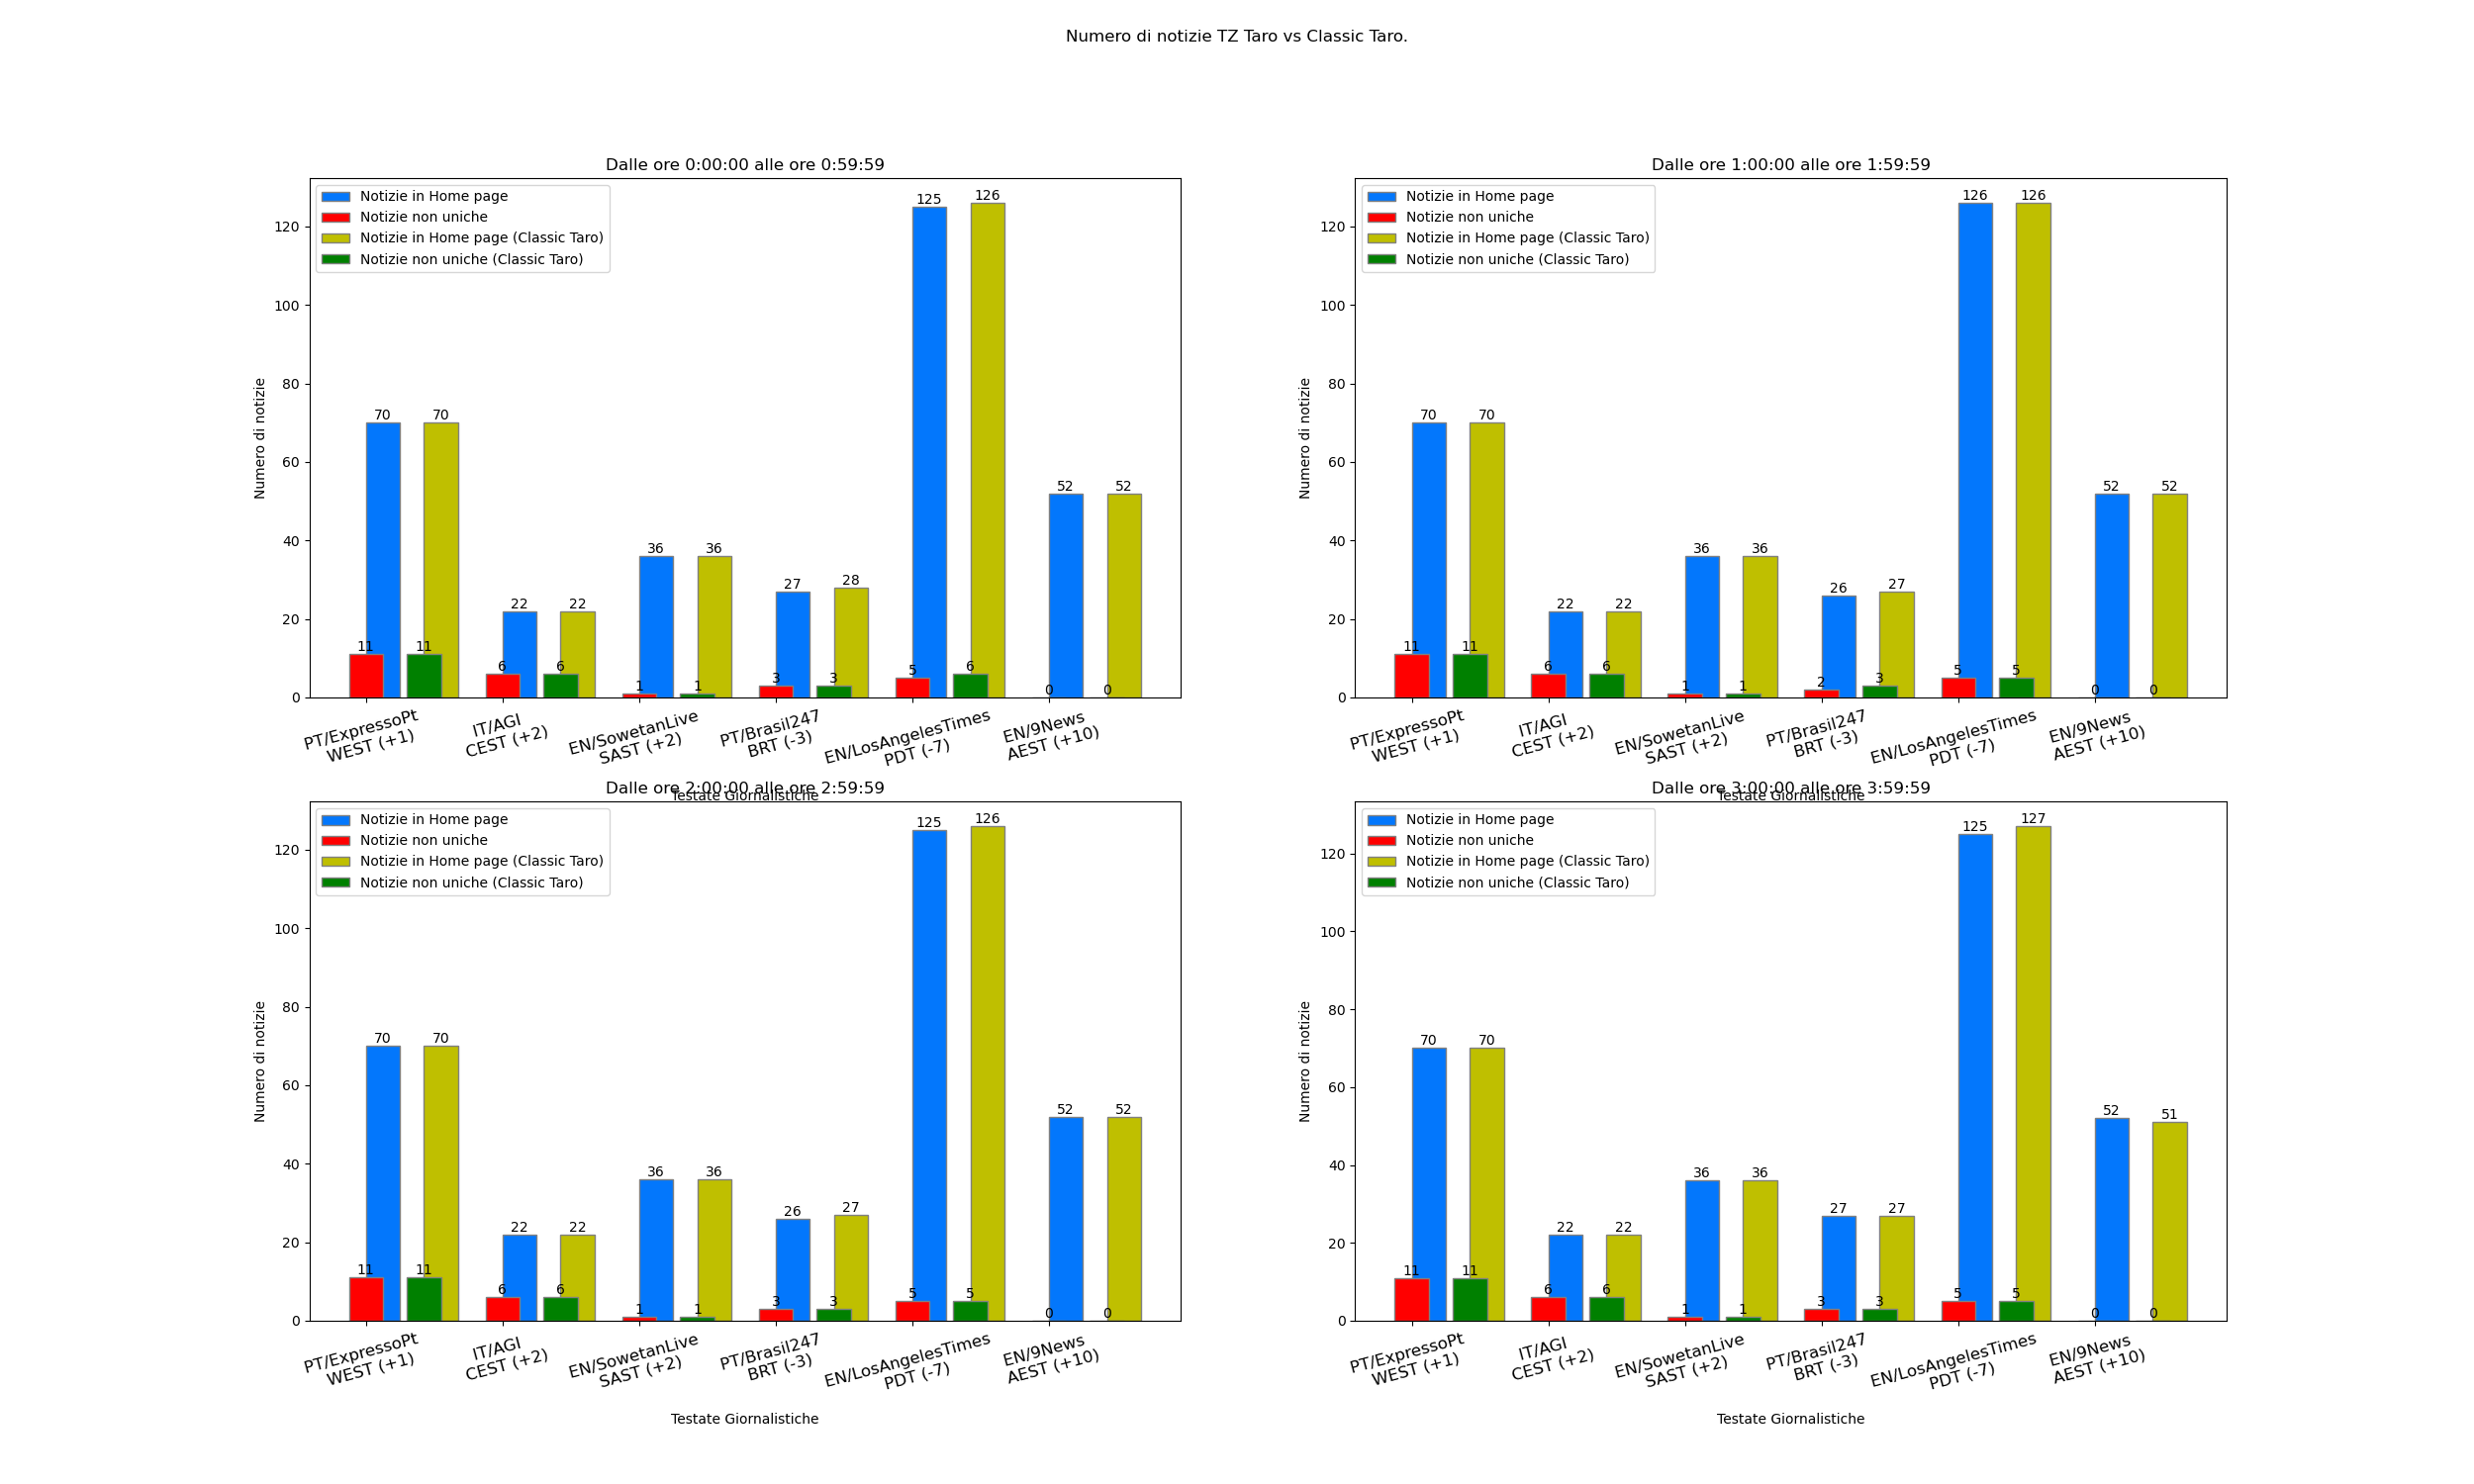 Numero di notizie TZ Taro vs Classic Taro.
Dalle ore 0:00:00 alle ore 0:59:59
Notizie in Home page
Notizie non uniche
Notizie in Home page (Classic Taro)
Notizie non uniche (Classic Taro)
Numero di notizie
120
100
80
60
40
20
0
70 70 22 22 36 36 27 28 125 126 52 52
11 11 6 6 1 1 3 3 5 6 0 0
PT/ExpressoPt
WEST (+1)
IT/AGI
CEST (+2)
EN/SowetanLive
SAST (+2)
PT/Brasil247
BRT (-3)
EN/LosAngelesTimes
PDT (-7)
EN/9News
AEST (+10)
Testate Giornalistiche
Dalle ore 1:00:00 alle ore 1:59:59
Notizie in Home page
Notizie non uniche
Notizie in Home page (Classic Taro)
Notizie non uniche (Classic Taro)
Numero di notizie
120
100
80
60
40
20
0
70 70 22 22 36 36 26 27 126 126 52 52
11 11 6 6 1 1 2 3 5 5 0 0
PT/ExpressoPt
WEST (+1)
IT/AGI
CEST (+2)
EN/SowetanLive
SAST (+2)
PT/Brasil247
BRT (-3)
EN/LosAngelesTimes
PDT (-7)
EN/9News
AEST (+10)
Testate Giornalistiche
Dalle ore 2:00:00 alle ore 2:59:59
Notizie in Home page
Notizie non uniche
Notizie in Home page (Classic Taro)
Notizie non uniche (Classic Taro)
Numero di notizie
120
100
80
60
40
20
0
70 70 22 22 36 36 26 27 125 126 52 52
11 11 6 6 1 1 3 3 5 5 0 0
PT/ExpressoPt
WEST (+1)
IT/AGI
CEST (+2)
EN/SowetanLive
SAST (+2)
PT/Brasil247
BRT (-3)
EN/LosAngelesTimes
PDT (-7)
EN/9News
AEST (+10)
Testate Giornalistiche
Dalle ore 3:00:00 alle ore 3:59:59
Notizie in Home page
Notizie non uniche
Notizie in Home page (Classic Taro)
Notizie non uniche (Classic Taro)
Numero di notizie
120
100
80
60
40
20
0
70 70 22 22 36 36 27 27 125 127 52 51
11 11 6 6 1 1 3 3 5 5 0 0
PT/ExpressoPt
WEST (+1)
IT/AGI
CEST (+2)
EN/SowetanLive
SAST (+2)
PT/Brasil247
BRT (-3)
EN/LosAngelesTimes
PDT (-7)
EN/9News
AEST (+10)
Testate Giornalistiche